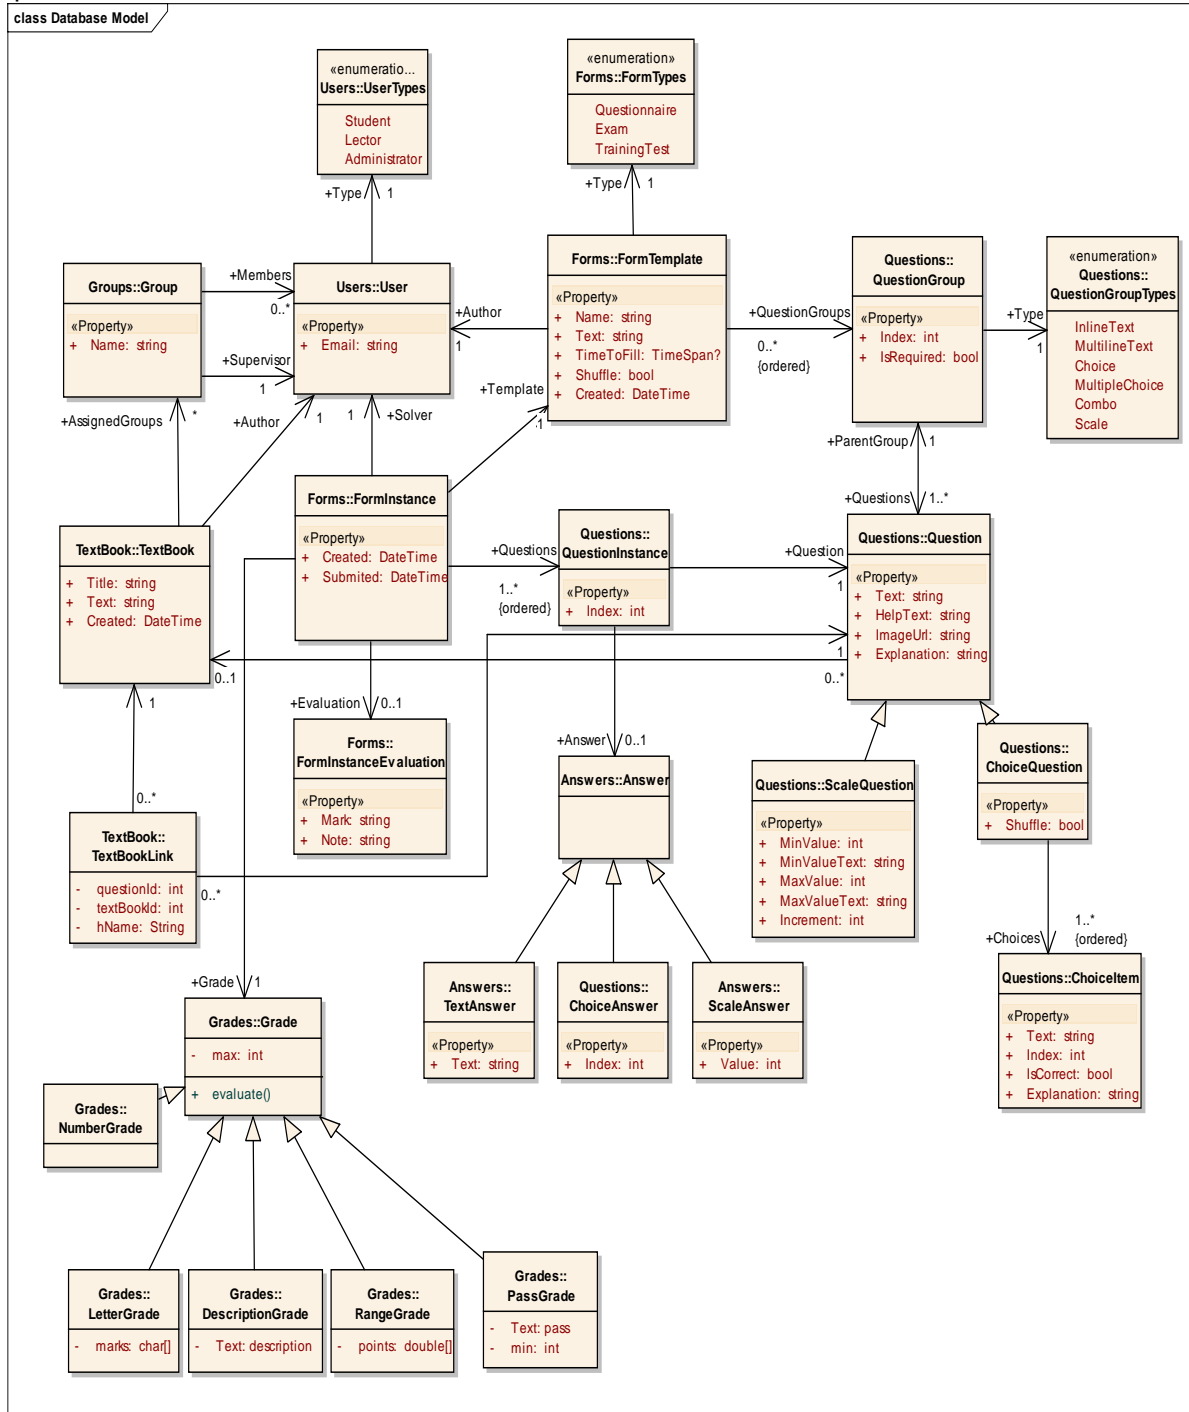 class Database Model
«enumeratio...
Users::UserTypes
Student
Lector
Administrator
+Type
1
«enumeration»
Forms::FormTypes
Questionnaire
Exam
TrainingTest
+Type
1
Groups::Group
«Property»
+ Name: string
+Members
0..*
+Supervisor
1
Users::User
«Property»
+ Email: string
+Author
1
Forms::FormTemplate
«Property»
+ Name: string
+ Text: string
+ TimeToFill: TimeSpan?
+ Shuffle: bool
+ Created: DateTime
+QuestionGroups
0..*
{ordered}
Questions::
QuestionGroup
«Property»
+ Index: int
+ IsRequired: bool
+Type
1
«enumeration»
Questions::
QuestionGroupTypes
InlineText
MultilineText
Choice
MultipleChoice
Combo
Scale
+AssignedGroups
*
+Author
1
1
+Solver
+Template
1
+ParentGroup
1
+Questions
1..*
TextBook::TextBook
+ Title: string
+ Text: string
+ Created: DateTime
Forms::FormInstance
«Property»
+ Created: DateTime
+ Submited: DateTime
+Questions
1..*
{ordered}
Questions::
QuestionInstance
«Property»
+ Index: int
+Question
1
Questions::Question
«Property»
+ Text: string
+ HelpText: string
+ ImageUrl: string
+ Explanation: string
1
0..1
0..*
1
+Evaluation
0..1
Forms::
FormInstanceEvaluation
«Property»
+ Mark: string
+ Note: string
+Answer
0..1
Answers::Answer
Questions::ScaleQuestion
«Property»
+ MinValue: int
+ MinValueText: string
+ MaxValue: int
+ MaxValueText: string
+ Increment: int
Questions::
ChoiceQuestion
«Property»
+ Shuffle: bool
0..*
TextBook::
TextBookLink
- questionId: int
- textBookId: int
- hName: String
0..*
+Choices
1..*
{ordered}
Answers::
TextAnswer
«Property»
+ Text: string
Questions::
ChoiceAnswer
«Property»
+ Index: int
Answers::
ScaleAnswer
«Property»
+ Value: int
Questions::ChoiceItem
«Property»
+ Text: string
+ Index: int
+ IsCorrect: bool
+ Explanation: string
+Grade
1
Grades::Grade
- max: int
+ evaluate()
Grades::
NumberGrade
Grades::
LetterGrade
- marks: char[]
Grades::
DescriptionGrade
- Text: description
Grades::
RangeGrade
- points: double[]
Grades::
PassGrade
- Text: pass
- min: int